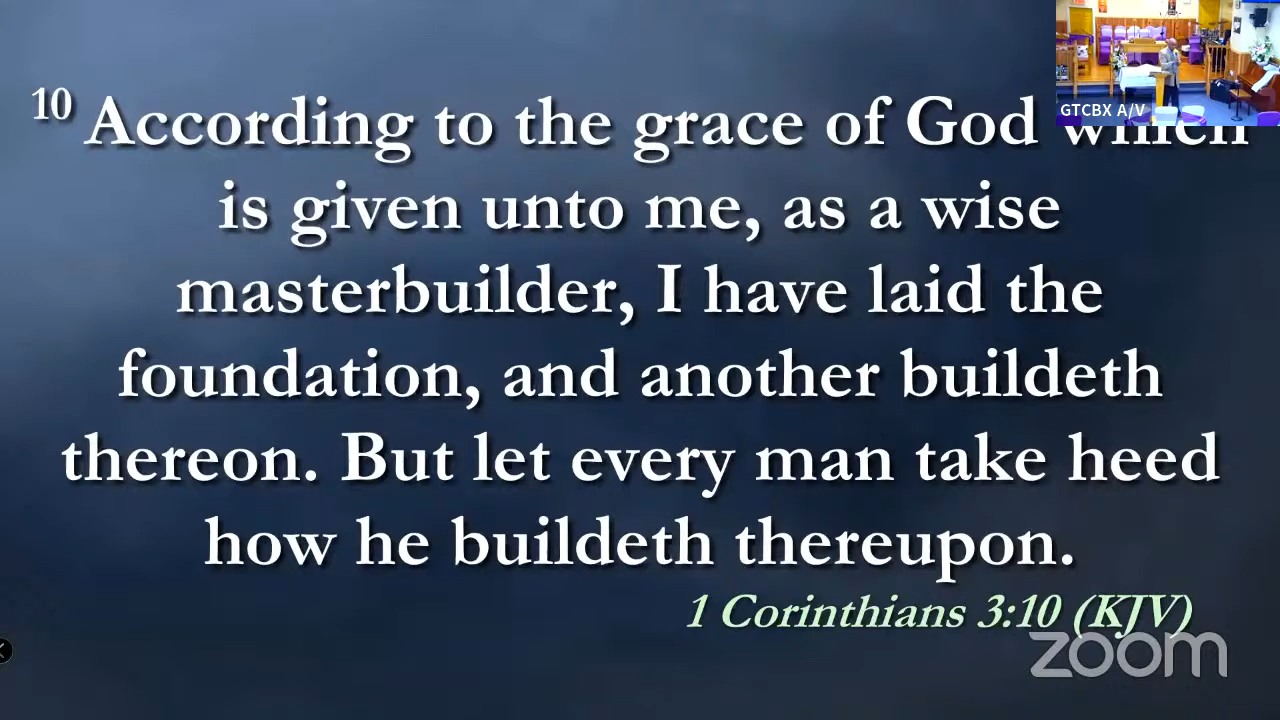 10 According to the grace of God which
is given unto me, as a wise
masterbuilder, I have laid the
foundation, and another buildeth
thereon. But let every man take heed
how he buildeth thereupon.
1 Corinthians 3:10 (KJV)
GTCBX A/V
zoom